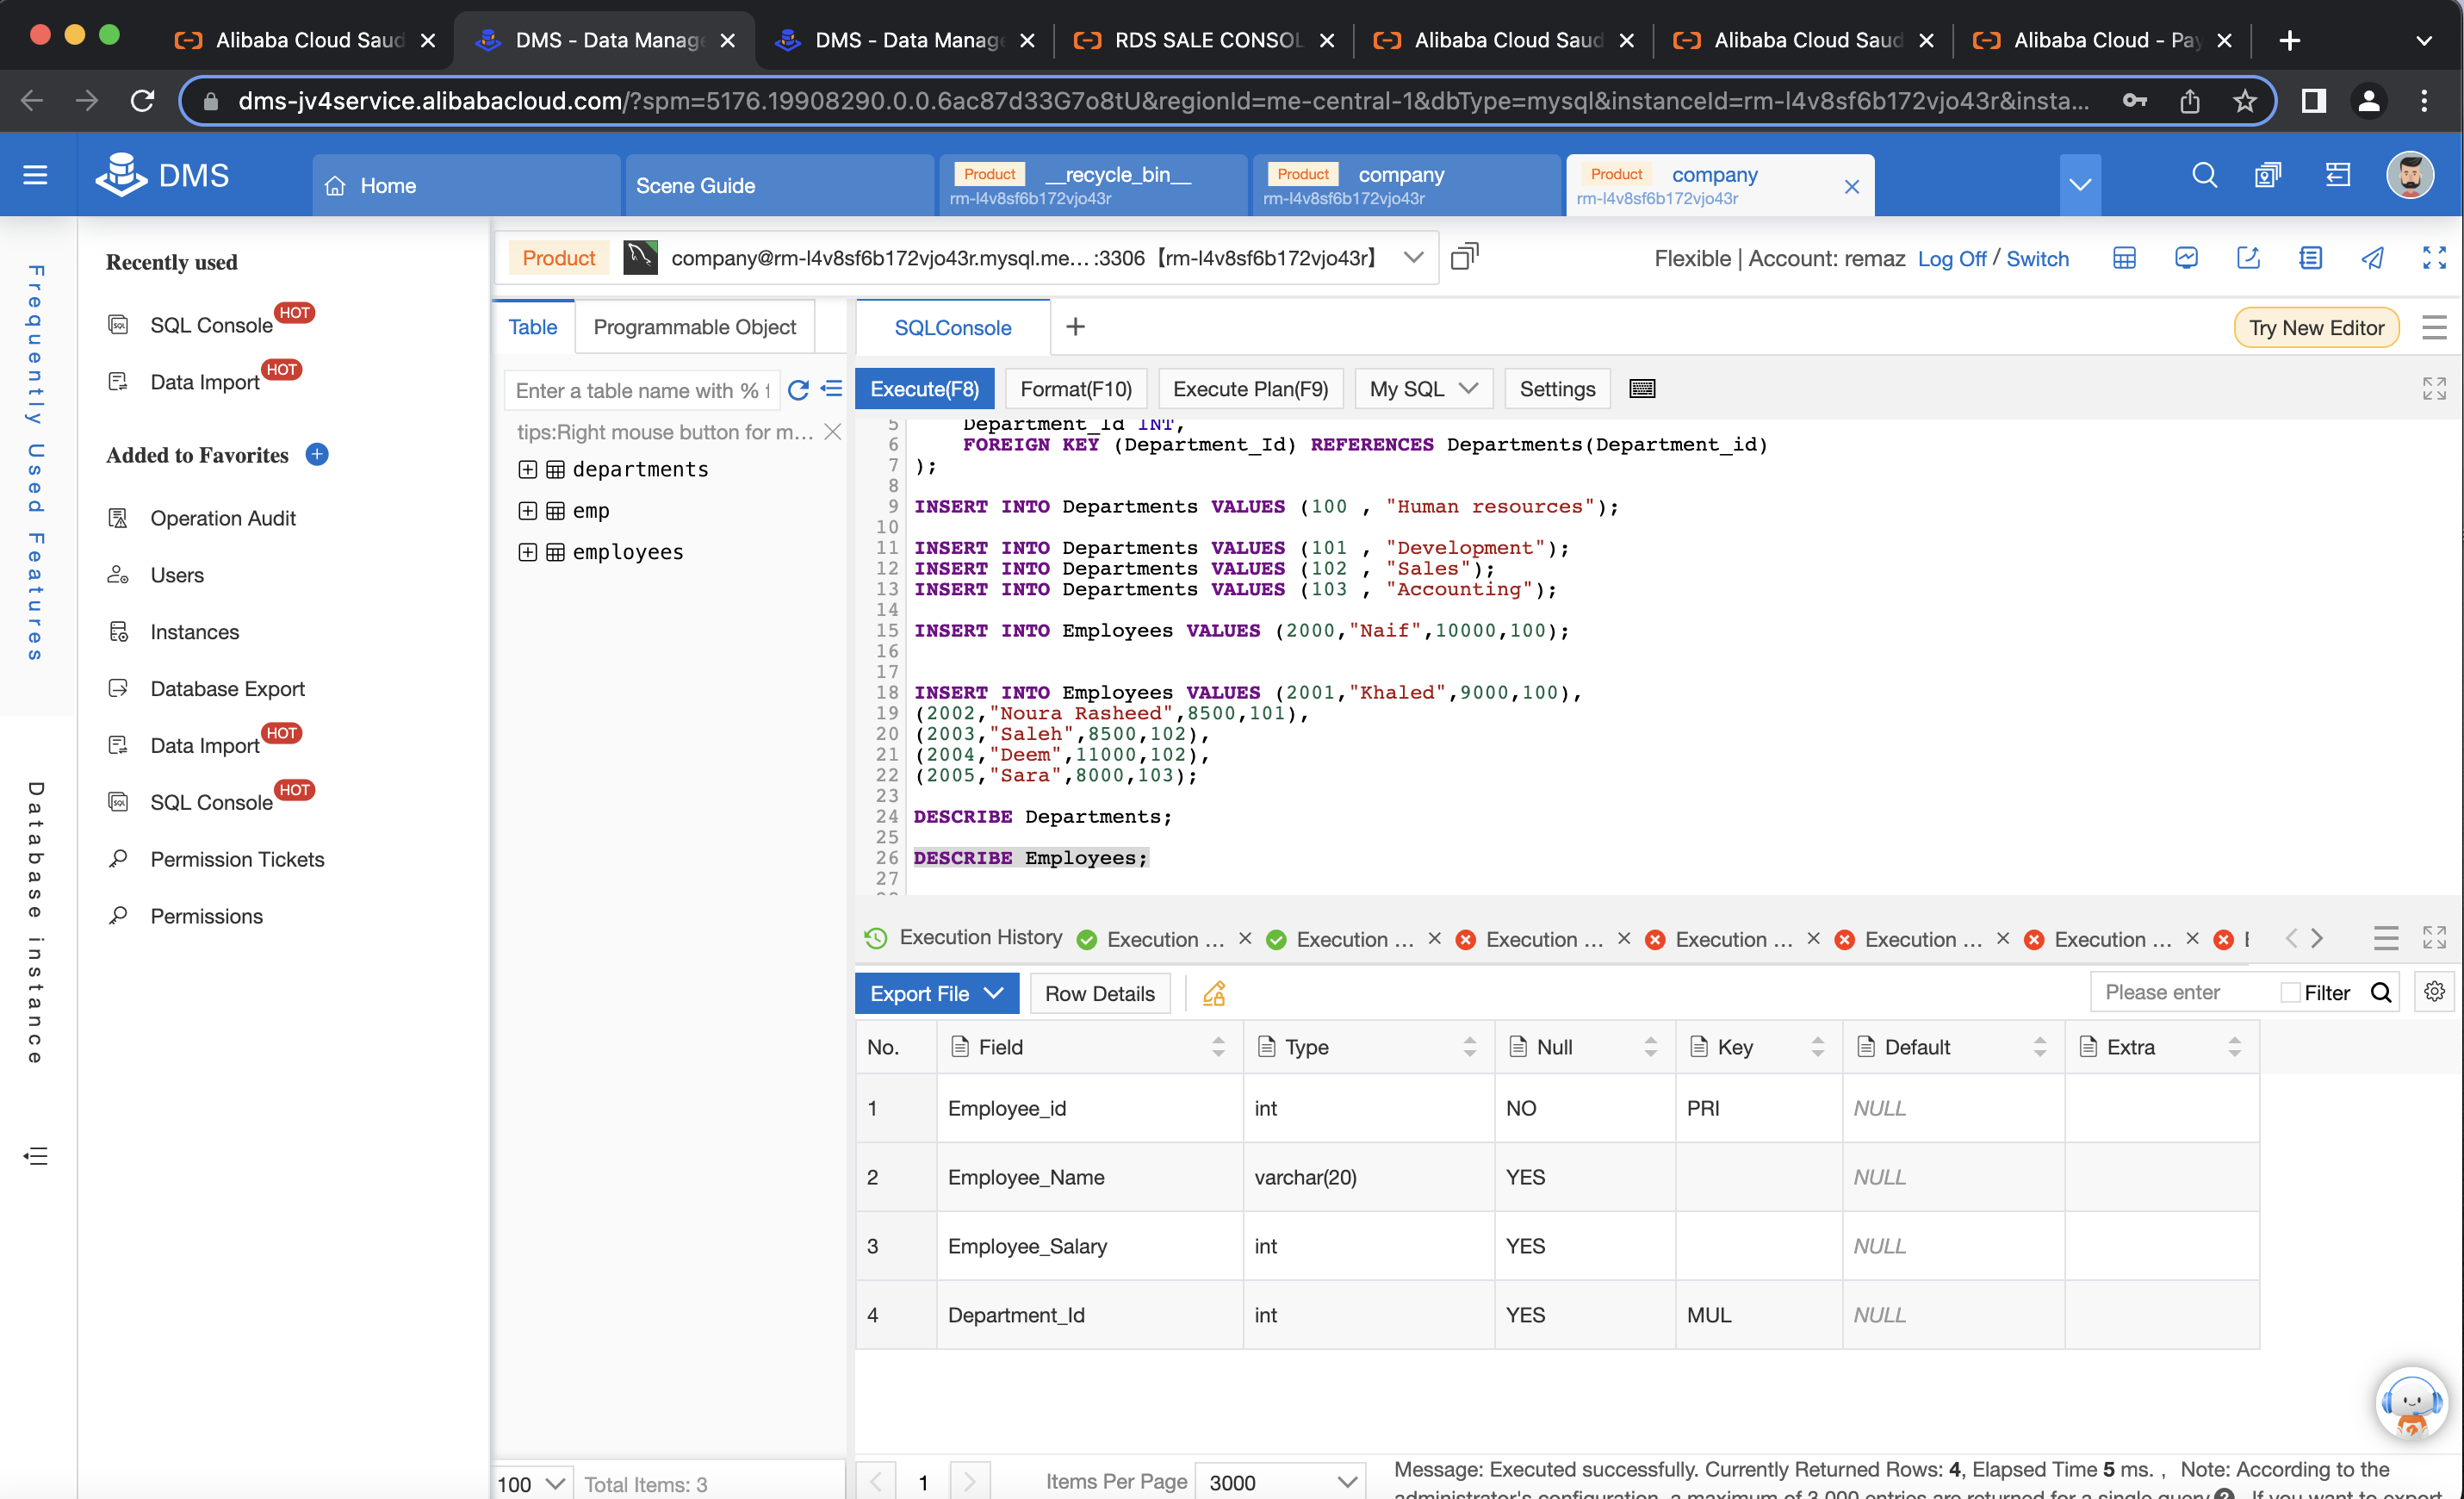 Alibaba Cloud Saud
DMS - Data Manage
DMS - Data Manage
RDS SALE CONSOL
Alibaba Cloud Saud
Alibaba Cloud Saud
Alibaba Cloud - Pay
dms-jv4service.alibabacloud.com/?spm=5176.19908290.0.0.6ac87d33G7o8tU&regionId=me-central-1&dbType=mysql&instanceId=rm-l4v8sf6b172vjo43r&insta...
DMS
Home
Scene Guide
Product __recycle_bin__
rm-l4v8sf6b172vjo43r
Product company
rm-l4v8sf6b172vjo43r
Product company
rm-l4v8sf6b172vjo43r
Frequently Used Features
Database instance
Recently used
SQL Console HOT
Data Import HOT
Added to Favorites
Operation Audit
Users
Instances
Database Export
Data Import HOT
SQL Console HOT
Permission Tickets
Permissions
Product company@rm-l4v8sf6b172vjo43r.mysql.me... :3306【rm-l4v8sf6b172vjo43r】
Flexible | Account: remaz Log Off / Switch
Table
Programmable Object
Enter a table name with % f
tips:Right mouse button for m...
departments
emp
employees
100
Total Items: 3
SQLConsole
Try New Editor
Execute(F8)
Format(F10)
Execute Plan(F9)
My SQL
Settings
5 Department_Id INT,
6 FOREIGN KEY (Department_Id) REFERENCES Departments(Department_id)
7 );
8
9 INSERT INTO Departments VALUES (100 , "Human resources");
10
11 INSERT INTO Departments VALUES (101 , "Development");
12 INSERT INTO Departments VALUES (102 , "Sales");
13 INSERT INTO Departments VALUES (103 , "Accounting");
14
15 INSERT INTO Employees VALUES (2000,"Naif",10000,100);
16
17
18 INSERT INTO Employees VALUES (2001,"Khaled",9000,100),
19 (2002,"Noura Rasheed",8500,101),
20 (2003,"Saleh",8500,102),
21 (2004,"Deem",11000,102),
22 (2005,"Sara",8000,103);
23
24 DESCRIBE Departments;
25
26 DESCRIBE Employees;
27
Execution History
Execution ...
Execution ...
Execution ...
Execution ...
Execution ...
Execution ...
Export File
Row Details
Please enter
Filter
No. Field Type Null Key Default Extra
1 Employee_id int NO PRI NULL
2 Employee_Name varchar(20) YES NULL
3 Employee_Salary int YES NULL
4 Department_Id int YES MUL NULL
1
Items Per Page 3000
Message: Executed successfully. Currently Returned Rows: 4, Elapsed Time 5 ms. , Note: According to the
administrator's configuration, a maximum of 3,000 entries are returned for a single query. If you want to export